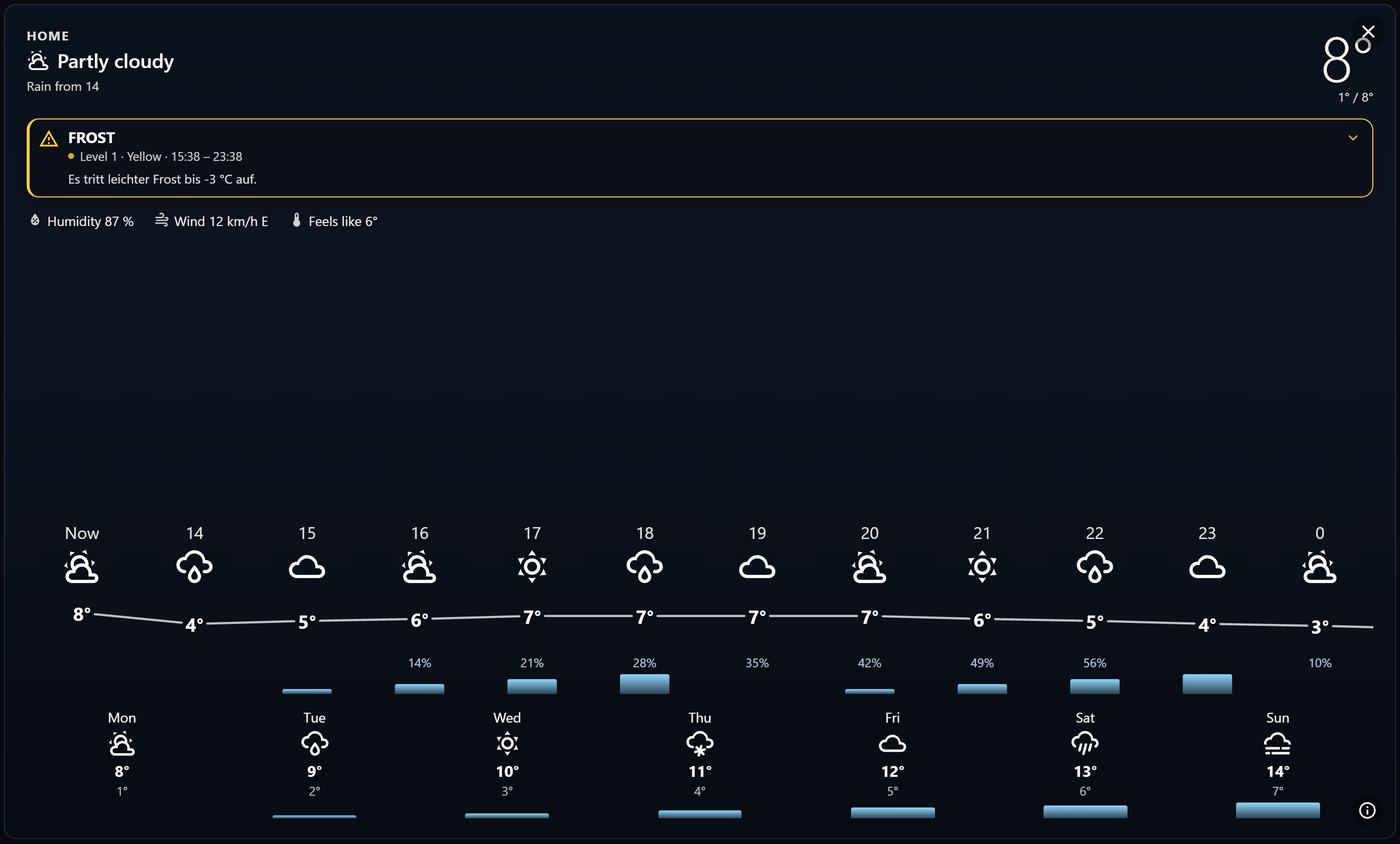 HOME
Partly cloudy
Rain from 14
8°
1° / 8°
FROST
Level 1 · Yellow · 15:38 – 23:38
Es tritt leichter Frost bis -3 °C auf.
Humidity 87 % Wind 12 km/h E Feels like 6°
Now 14 15 16 17 18 19 20 21 22 23 0
8° 4° 5° 6° 7° 7° 7° 7° 6° 5° 4° 3°
14% 21% 28% 35% 42% 49% 56% 10%
Mon Tue Wed Thu Fri Sat Sun
8° 9° 10° 11° 12° 13° 14°
1° 2° 3° 4° 5° 6° 7°